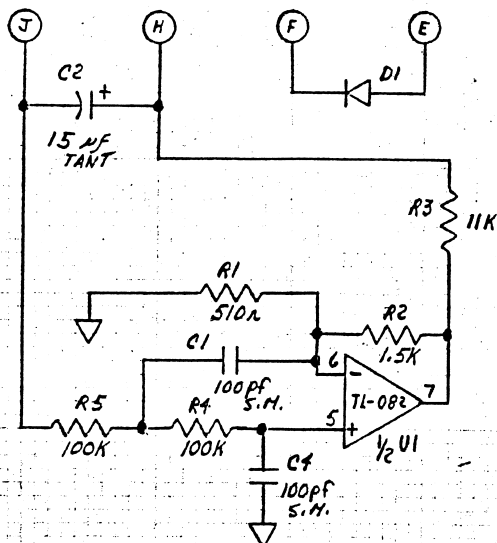 J
H
F
E
C2
+
15 µf
TANT
D1
R3
11K
R1
510Ω
R2
1.5K
C1
100pf
S.M.
6
-
TL-082
7
5
+
1/2 U1
R5
100K
R4
100K
C4
100pf
S.M.